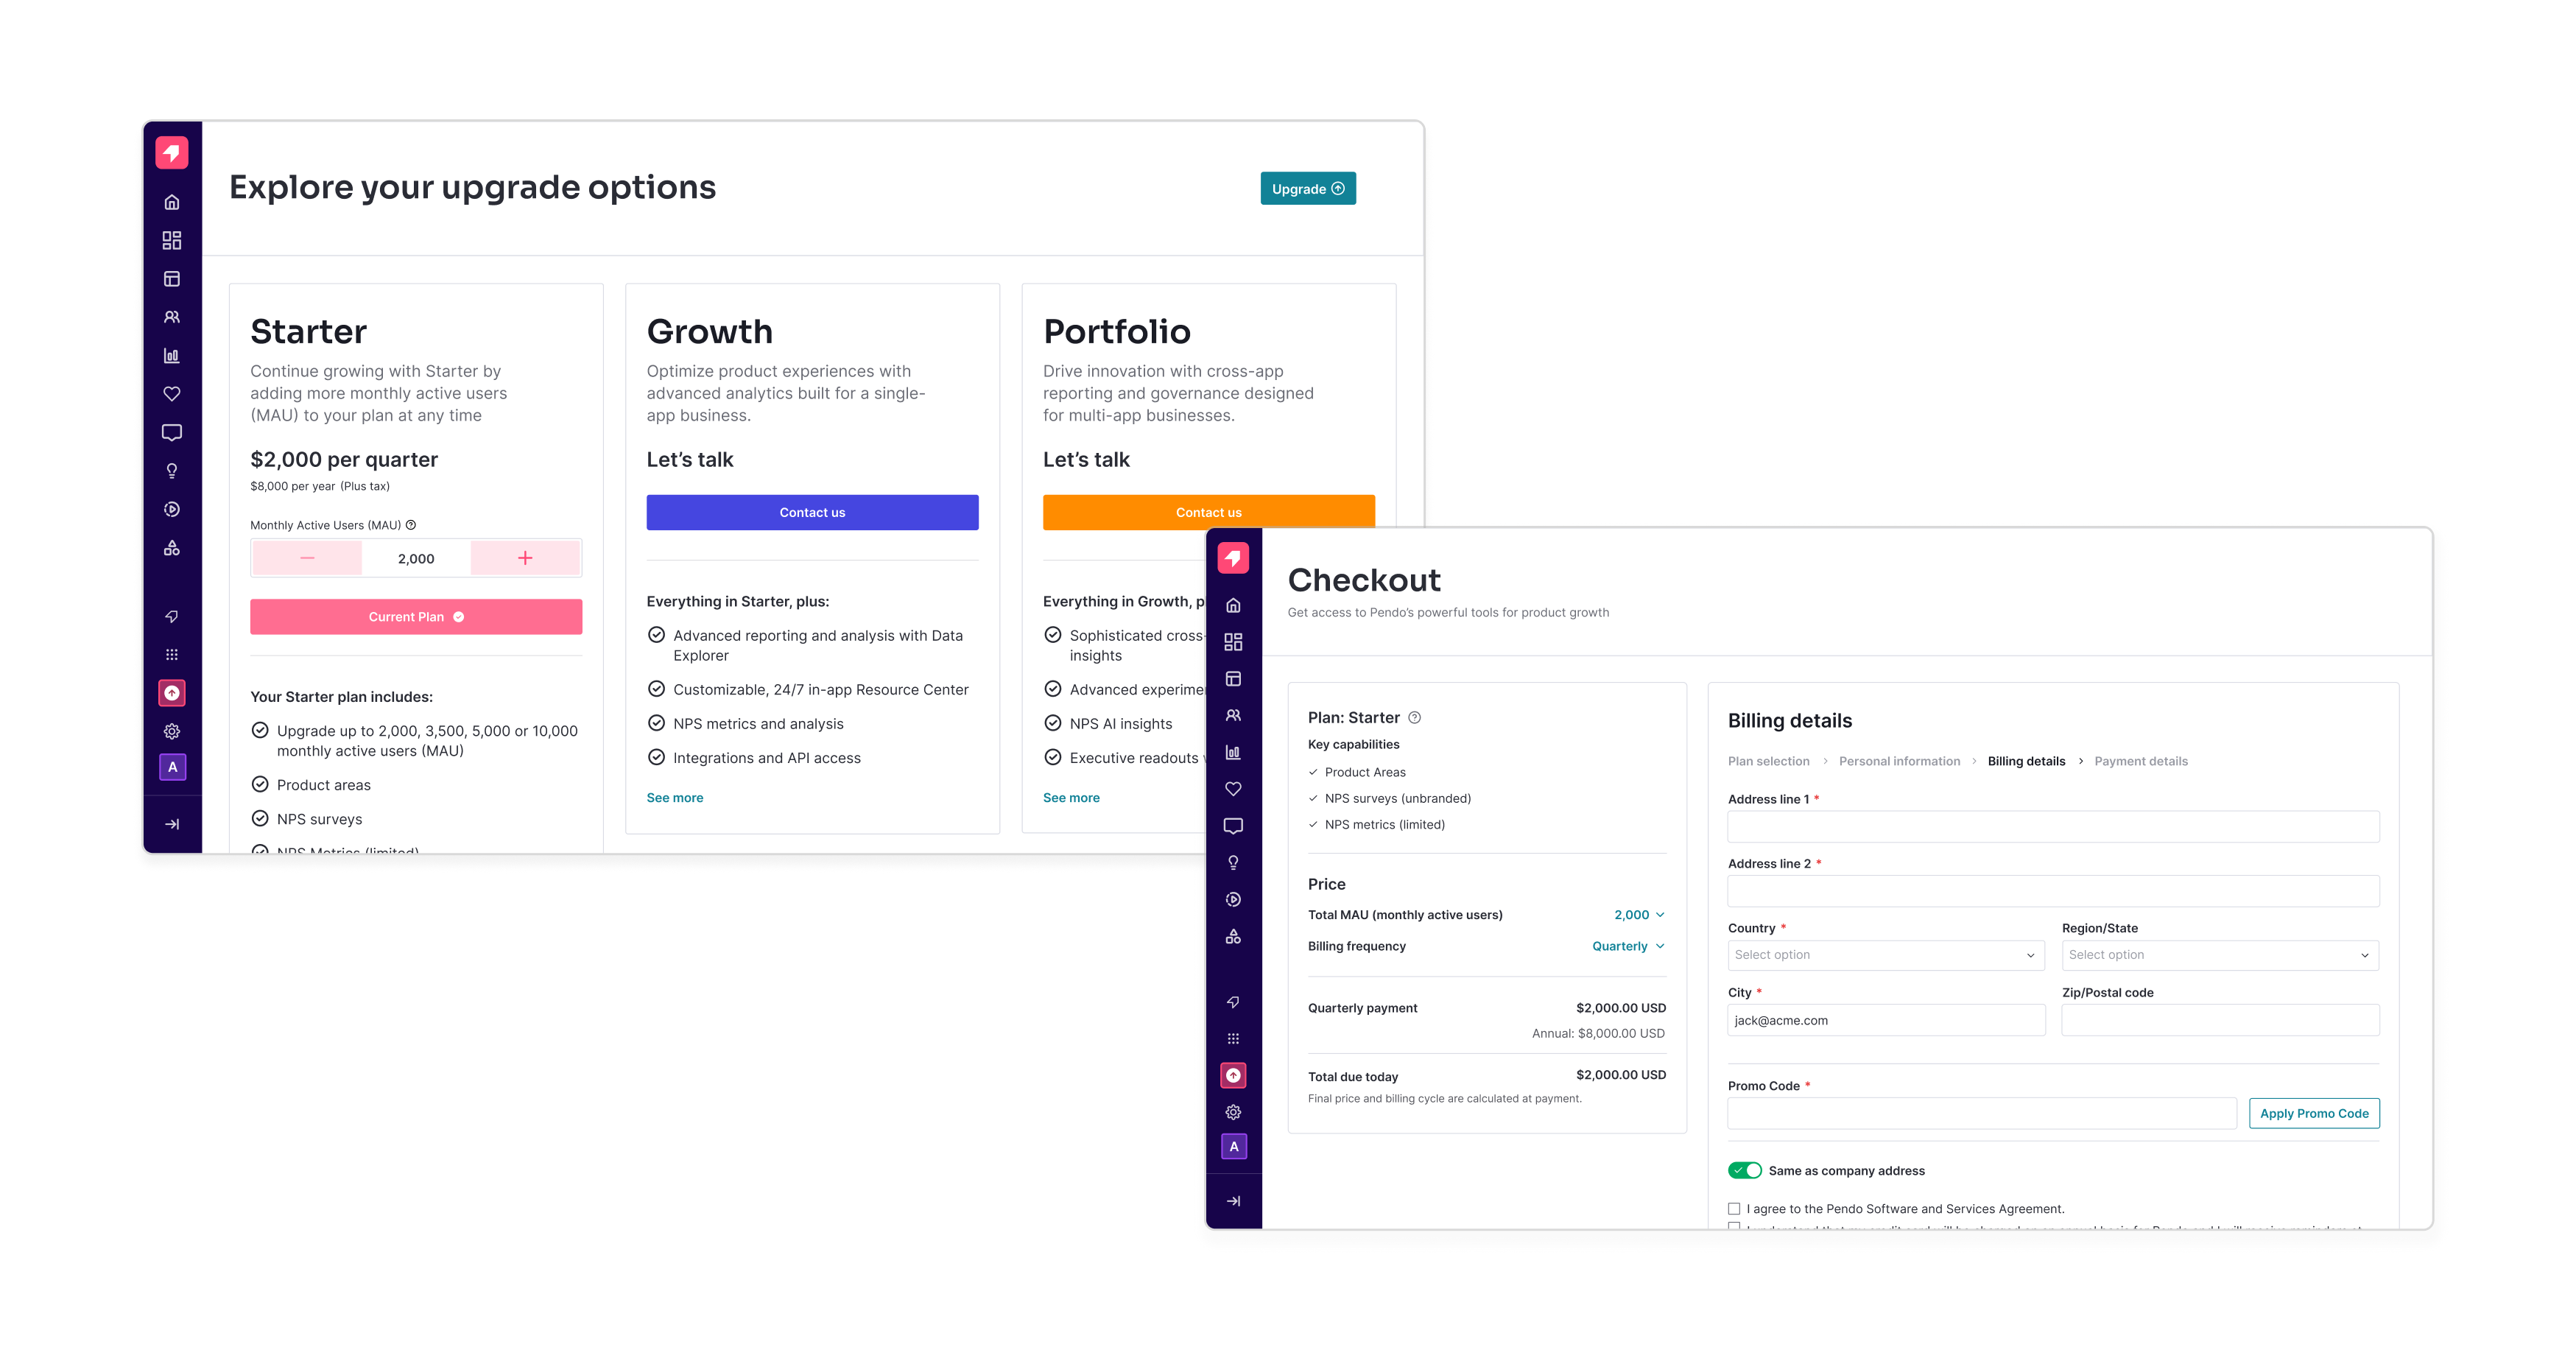 Explore your upgrade options
Upgrade
Starter
Continue growing with Starter by
adding more monthly active users
(MAU) to your plan at any time
$2,000 per quarter
$8,000 per year (Plus tax)
Monthly Active Users (MAU)
2,000
Current Plan
Your Starter plan includes:
Upgrade up to 2,000, 3,500, 5,000 or 10,000
monthly active users (MAU)
Product areas
NPS surveys
NPS Metrics (limited)
Growth
Optimize product experiences with
advanced analytics built for a single-
app business.
Let's talk
Contact us
Everything in Starter, plus:
Advanced reporting and analysis with Data
Explorer
Customizable, 24/7 in-app Resource Center
NPS metrics and analysis
Integrations and API access
See more
Portfolio
Drive innovation with cross-app
reporting and governance designed
for multi-app businesses.
Let's talk
Contact us
Everything in Growth, p
Sophisticated cross-
insights
Advanced experime
NPS AI insights
Executive readouts
See more
A
Checkout
Get access to Pendo's powerful tools for product growth
Plan: Starter
Key capabilities
Product Areas
NPS surveys (unbranded)
NPS metrics (limited)
Price
Total MAU (monthly active users) 2,000
Billing frequency Quarterly
Quarterly payment $2,000.00 USD
Annual: $8,000.00 USD
Total due today $2,000.00 USD
Final price and billing cycle are calculated at payment.
Billing details
Plan selection > Personal information > Billing details > Payment details
Address line 1 *
Address line 2 *
Country * Region/State
Select option Select option
City * Zip/Postal code
jack@acme.com
Promo Code *
Apply Promo Code
Same as company address
I agree to the Pendo Software and Services Agreement.
A